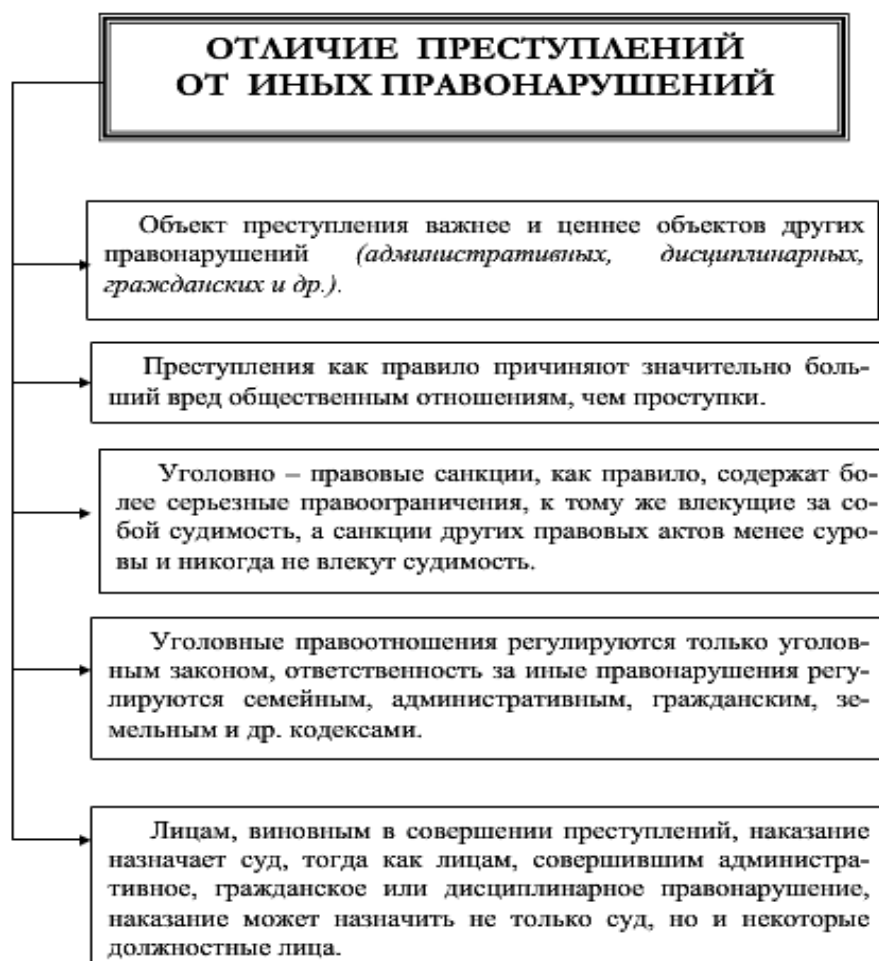 ОТЛИЧИЕ ПРЕСТУПЛЕНИЙ
ОТ ИНЫХ ПРАВОНАРУШЕНИЙ
Объект преступления важнее и ценнее объектов других
правонарушений (административных, дисциплинарных,
гражданских и др.).
Преступления как правило причиняют значительно боль-
ший вред общественным отношениям, чем проступки.
Уголовно – правовые санкции, как правило, содержат бо-
лее серьезные правоограничения, к тому же влекущие за со-
бой судимость, а санкции других правовых актов менее суро-
вы и никогда не влекут судимость.
Уголовные правоотношения регулируются только уголов-
ным законом, ответственность за иные правонарушения регу-
лируются семейным, административным, гражданским, зе-
мельным и др. кодексами.
Лицам, виновным в совершении преступлений, наказание
назначает суд, тогда как лицам, совершившим администра-
тивное, гражданское или дисциплинарное правонарушение,
наказание может назначить не только суд, но и некоторые
должностные лица.